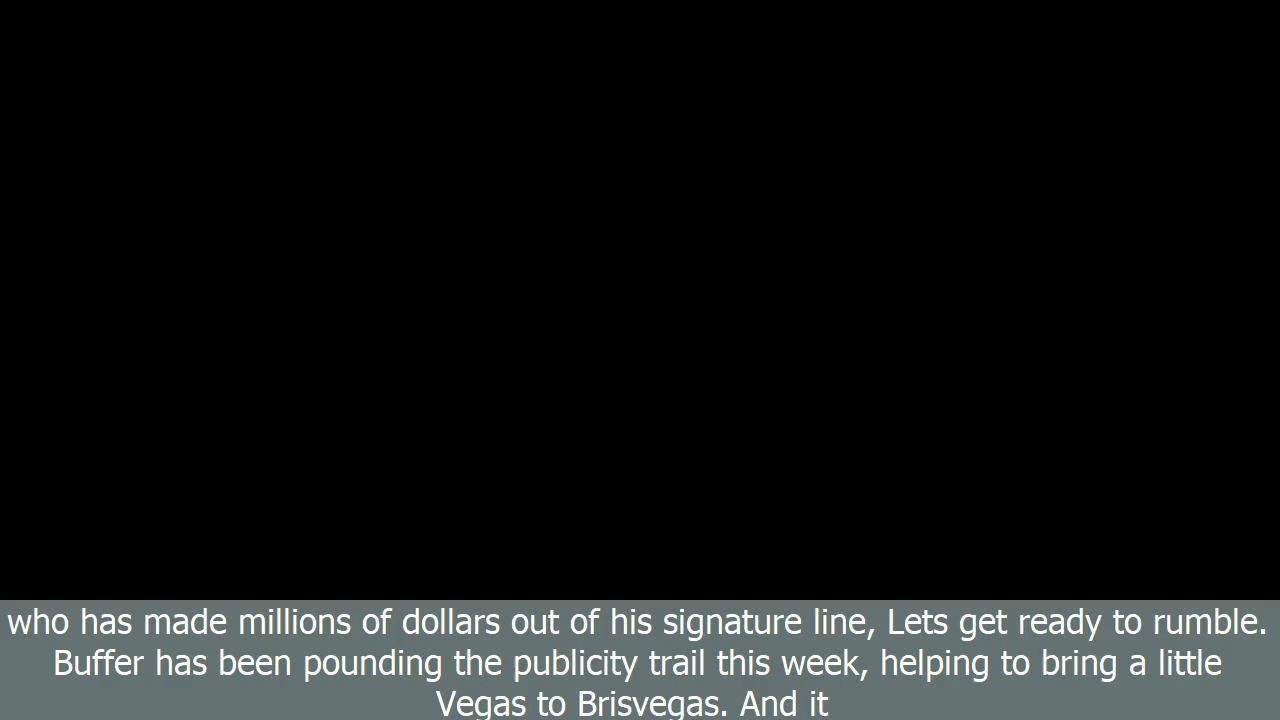 who has made millions of dollars out of his signature line, Lets get ready to rumble.
Buffer has been pounding the publicity trail this week, helping to bring a little
Vegas to Brisvegas. And it